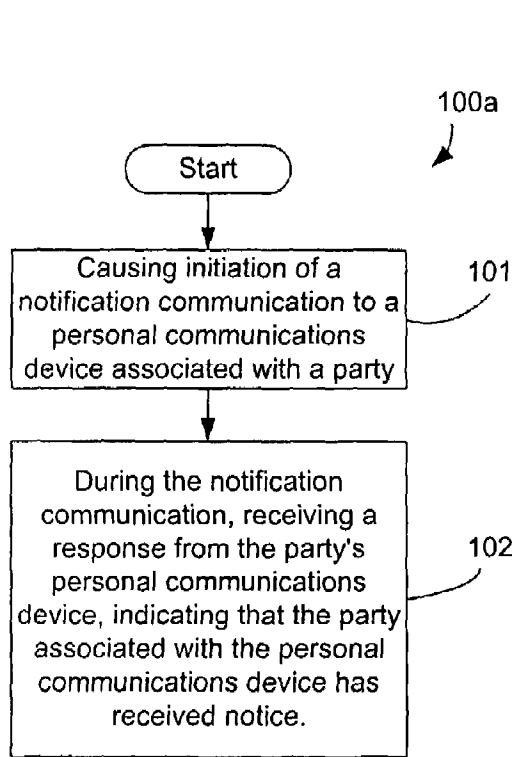 100a
Start
Causing initiation of a
notification communication to a
personal communications
device associated with a party
101
During the notification
communication, receiving a
response from the party's
personal communications
device, indicating that the party
associated with the personal
communications device has
received notice.
102